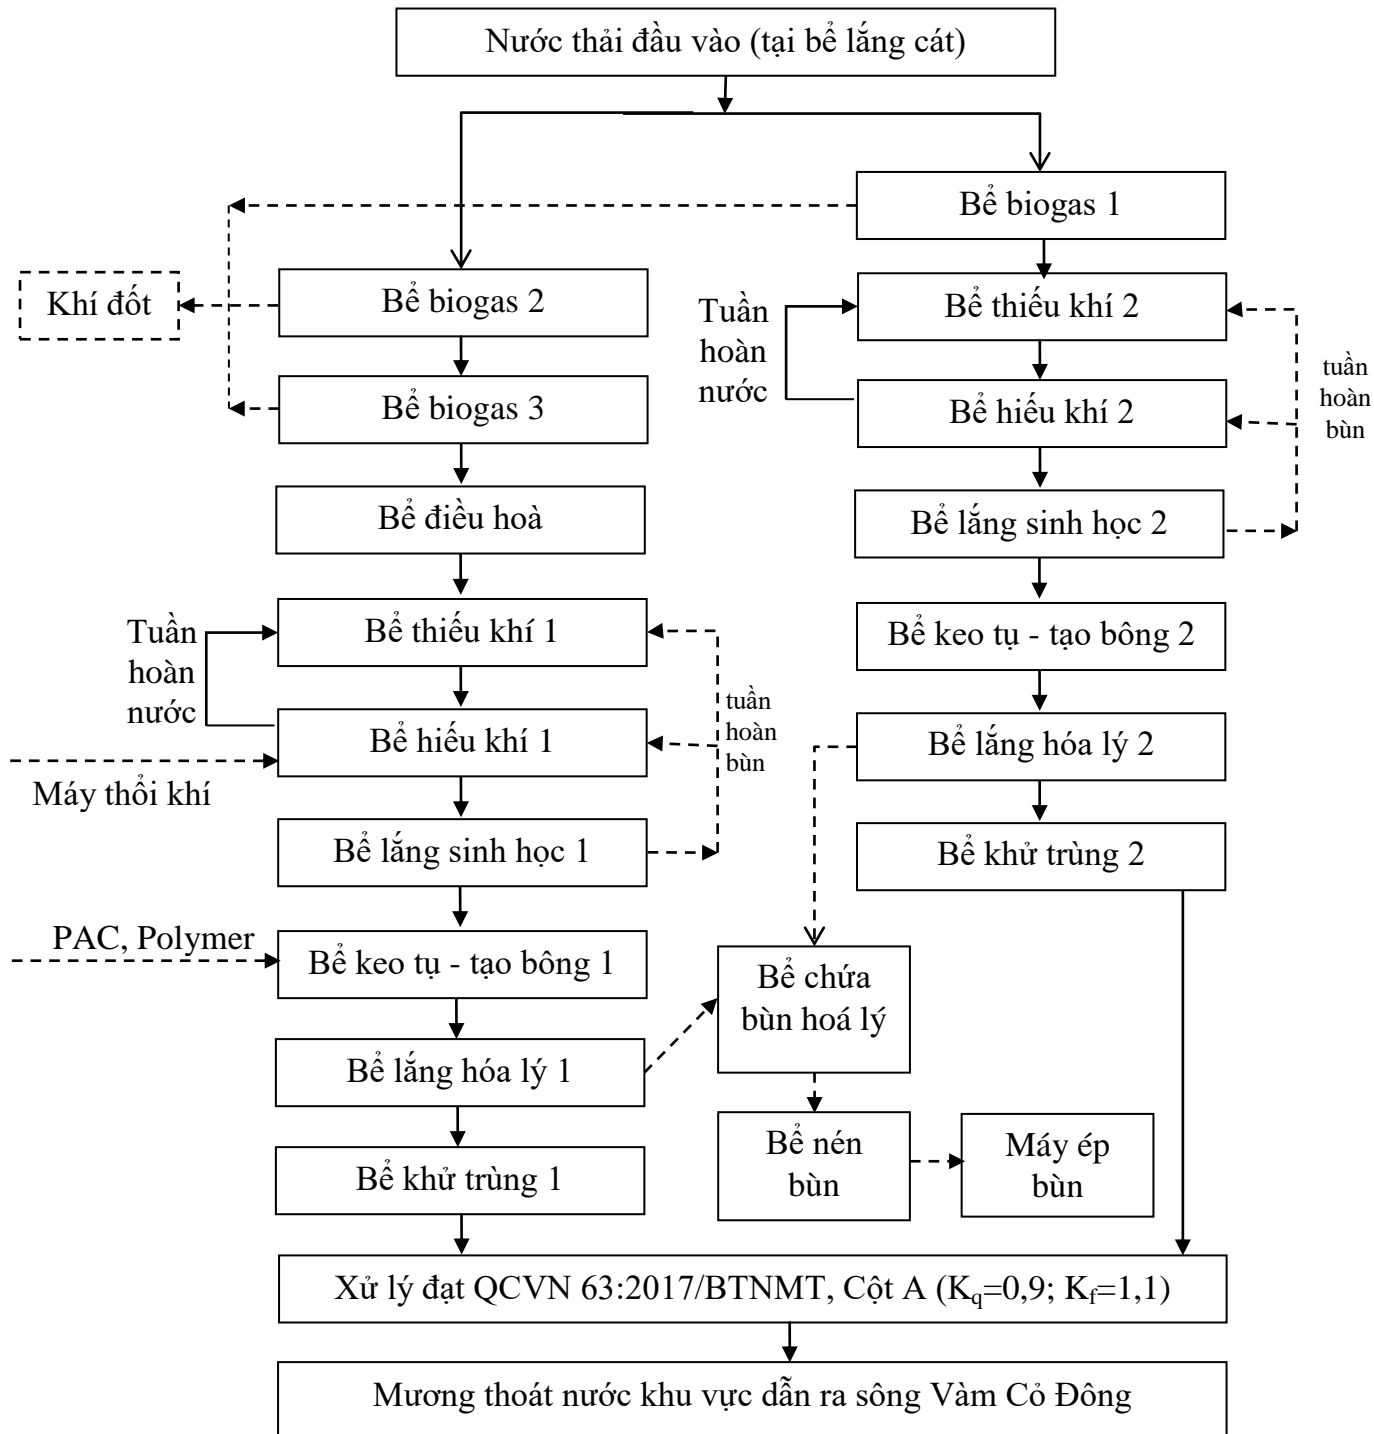 Nước thải đầu vào (tại bể lắng cát)
Bể biogas 1
Khí đốt
Bể biogas 2
Tuần
hoàn
nước
Bể thiếu khí 2
tuần
hoàn
bùn
Bể biogas 3
Bể hiếu khí 2
Bể điều hoà
Bể lắng sinh học 2
Tuần
hoàn
nước
Bể thiếu khí 1
Bể keo tụ - tạo bông 2
tuần
hoàn
bùn
Bể hiếu khí 1
Bể lắng hóa lý 2
Máy thổi khí
Bể lắng sinh học 1
Bể khử trùng 2
PAC, Polymer
Bể keo tụ - tạo bông 1
Bể chứa
bùn hoá lý
Bể lắng hóa lý 1
Bể nén
bùn
Máy ép
bùn
Bể khử trùng 1
Xử lý đạt QCVN 63:2017/BTNMT, Cột A (Kq=0,9; Kf=1,1)
Mương thoát nước khu vực dẫn ra sông Vàm Cỏ Đông